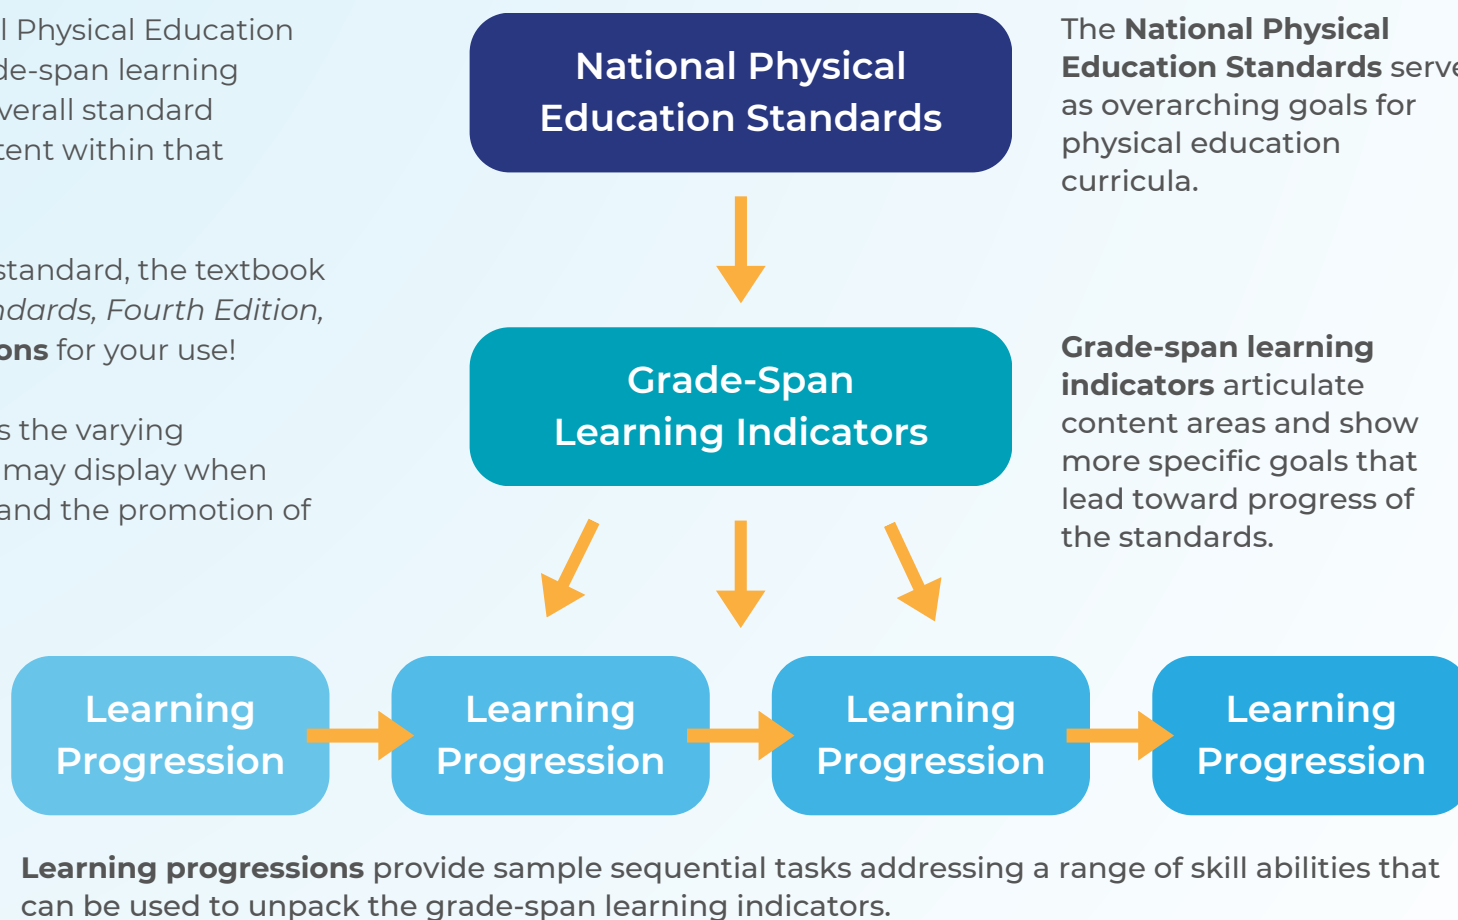 l Physical Education
de-span learning
verall standard
tent within that
standard, the textbook
ndards, Fourth Edition,
ons for your use!
s the varying
may display when
and the promotion of
National Physical
Education Standards
The National Physical
Education Standards serve
as overarching goals for
physical education
curricula.
Grade-Span
Learning Indicators
Grade-span learning
indicators articulate
content areas and show
more specific goals that
lead toward progress of
the standards.
Learning
Progression
Learning
Progression
Learning
Progression
Learning
Progression
Learning progressions provide sample sequential tasks addressing a range of skill abilities that
can be used to unpack the grade-span learning indicators.